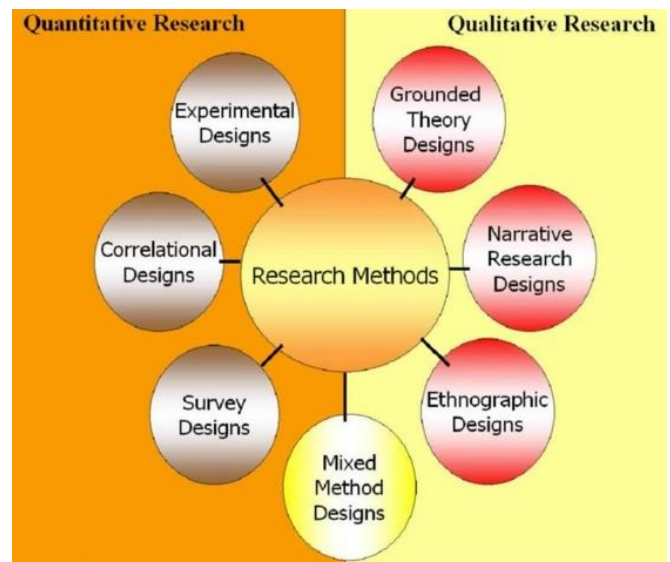 Quantitative Research
Qualitative Research
Experimental
Designs
Grounded
Theory
Designs
Correlational
Designs
Research Methods
Narrative
Research
Designs
Survey
Designs
Ethnographic
Designs
Mixed
Method
Designs